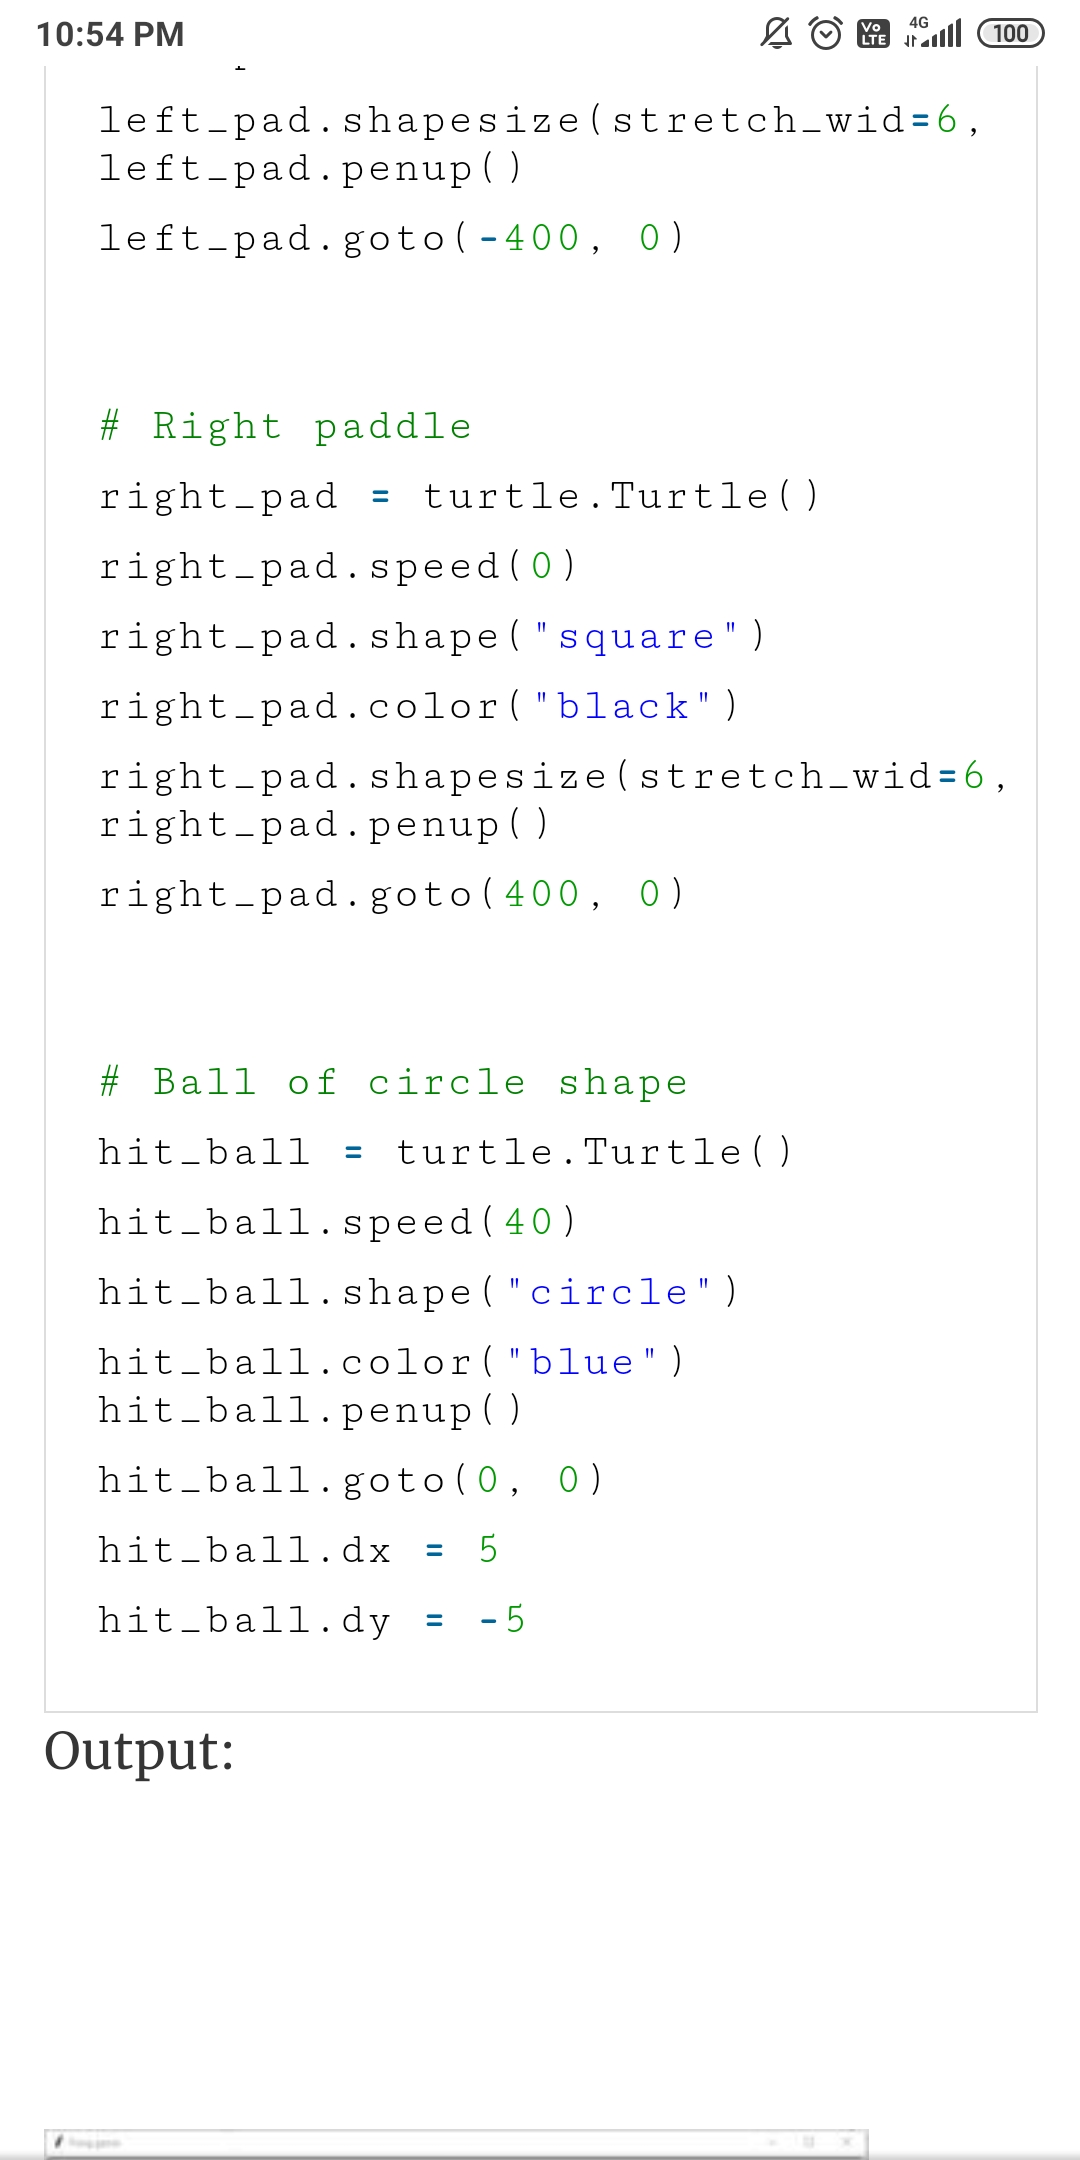 10:54 PM
Vo
LTE
4G
100
left_pad.shapesize(stretch_wid=6,
left_pad.penup()
left_pad.goto(-400, 0)
# Right paddle
right_pad = turtle.Turtle()
right_pad.speed(0)
right_pad.shape("square")
right_pad.color("black")
right_pad.shapesize(stretch_wid=6,
right_pad.penup()
right_pad.goto(400, 0)
# Ball of circle shape
hit_ball = turtle.Turtle()
hit_ball.speed(40)
hit_ball.shape("circle")
hit_ball.color("blue")
hit_ball.penup()
hit_ball.goto(0, 0)
hit_ball.dx = 5
hit_ball.dy = -5
Output: